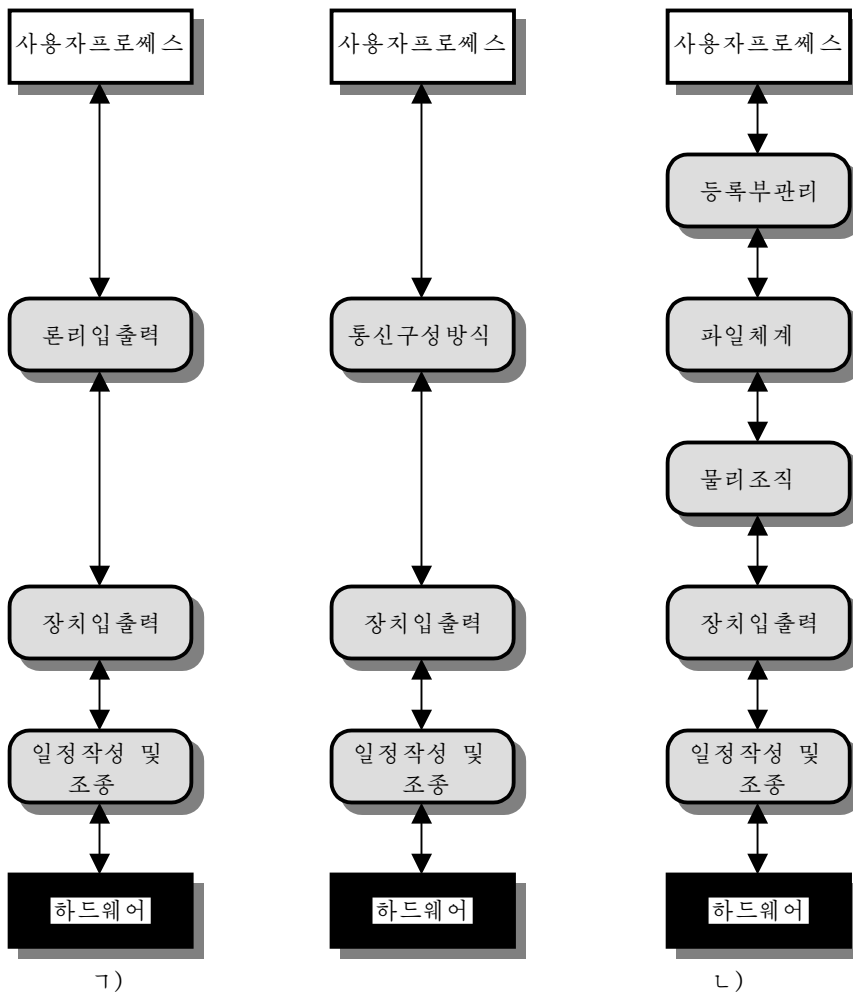 사용자프로쎄스
론리입출력
장치입출력
일정작성 및
조종
하드웨어
ㄱ)
사용자프로쎄스
통신구성방식
장치입출력
일정작성 및
조종
하드웨어
사용자프로쎄스
등록부관리
파일체계
물리조직
장치입출력
일정작성 및
조종
하드웨어
ㄴ)